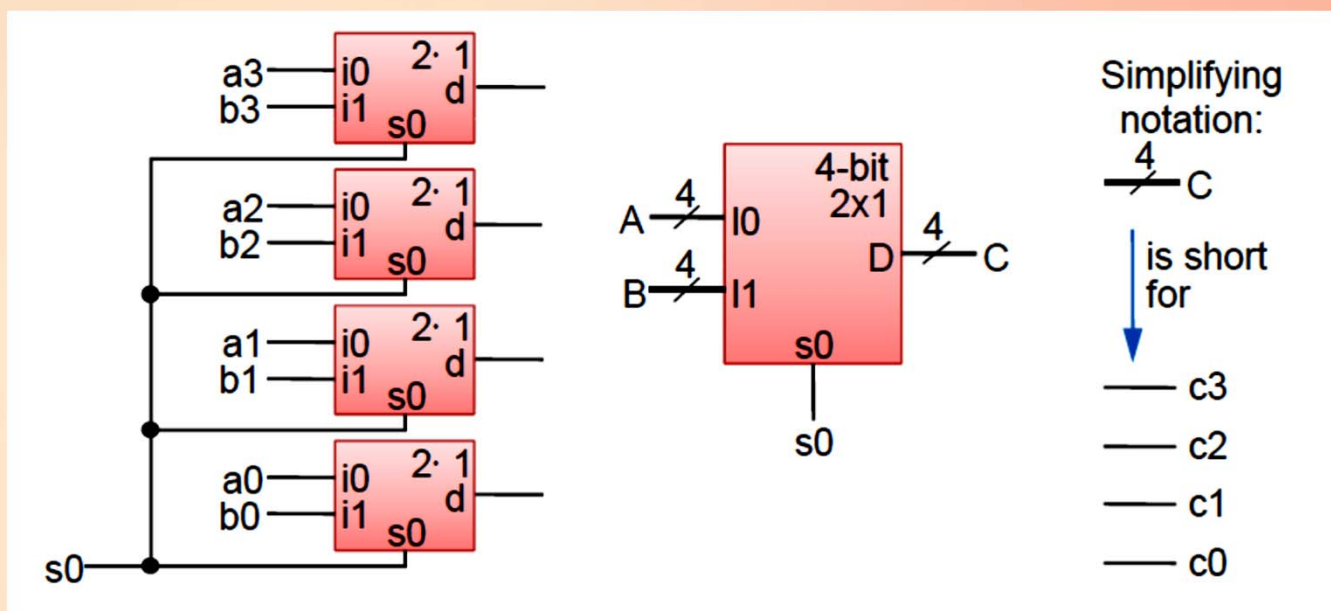 a3 i0 2· 1
b3 i1 d
s0
a2 i0 2· 1
b2 i1 d
s0
a1 i0 2· 1
b1 i1 d
s0
a0 i0 2· 1
b0 i1 d
s0
s0
4-bit
2x1
4
A I0
4
B I1
D
4
C
s0
s0
Simplifying
notation:
4
C
is short
for
c3
c2
c1
c0